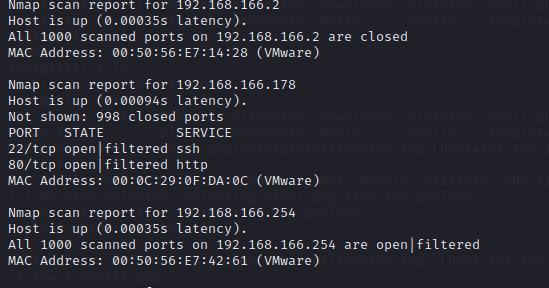 Nmap scan report for 192.168.166.2
Host is up (0.00035s latency).
All 1000 scanned ports on 192.168.166.2 are closed
MAC Address: 00:50:56:E7:14:28 (VMware)
Nmap scan report for 192.168.166.178
Host is up (0.00094s latency).
Not shown: 998 closed ports
PORT STATE SERVICE
22/tcp open|filtered ssh
80/tcp open|filtered http
MAC Address: 00:0C:29:0F:DA:0C (VMware)
Nmap scan report for 192.168.166.254
Host is up (0.00035s latency).
All 1000 scanned ports on 192.168.166.254 are open|filtered
MAC Address: 00:50:56:E7:42:61 (VMware)